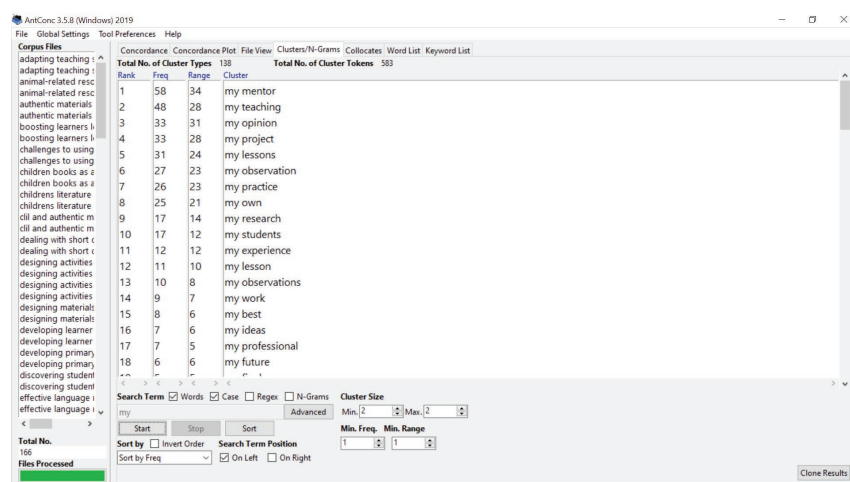 AntConc 3.5.8 (Windows) 2019
File Global Settings Tool Preferences Help
Corpus Files
adapting teaching
adapting teaching
animal-related resc
animal-related resc
authentic materials
authentic materials
boosting learners
boosting learners
challenges to using
challenges to using
children books as a
children books as a
childrens literature
childrens literature
clil and authentic m
clil and authentic m
dealing with short
dealing with short
designing activities
designing activities
designing activities
designing activities
designing materials
designing materials
developing learner
developing learner
developing primary
developing primary
discovering student
discovering student
effective language
effective language
Total No.
166
Files Processed
Concordance Concordance Plot File View Clusters/N-Grams Collocates Word List Keyword List
Total No. of Cluster Types 138 Total No. of Cluster Tokens 583
Rank Freq Range Cluster
1 58 34 my mentor
2 48 28 my teaching
3 33 31 my opinion
4 33 28 my project
5 31 24 my lessons
6 27 23 my observation
7 26 23 my practice
8 25 21 my own
9 17 14 my research
10 17 12 my students
11 12 12 my experience
12 11 10 my lesson
13 10 8 my observations
14 9 7 my work
15 8 6 my best
16 7 6 my ideas
17 7 5 my professional
18 6 6 my future
Search Term Words Case Regex N-Grams Cluster Size
my Advanced Min. 2 Max. 2
Start Stop Sort Min. Freq. Min. Range
Sort by Invert Order Search Term Position 1 1
Sort by Freq On Left On Right
Clone Results